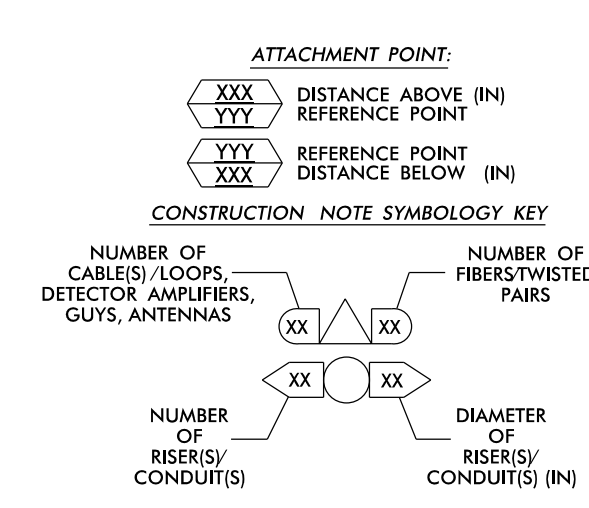 ATTACHMENT POINT:
XXX
YYY
DISTANCE ABOVE (IN)
REFERENCE POINT
YYY
XXX
REFERENCE POINT
DISTANCE BELOW (IN)
CONSTRUCTION NOTE SYMBOLOGY KEY
NUMBER OF
CABLE(S)/LOOPS,
DETECTOR AMPLIFIERS,
GUYS, ANTENNAS
NUMBER OF
FIBERS/TWISTED
PAIRS
XX
XX
XX
XX
NUMBER
OF
RISER(S)/
CONDUIT(S)
DIAMETER
OF
RISER(S)/
CONDUIT(S) (IN)